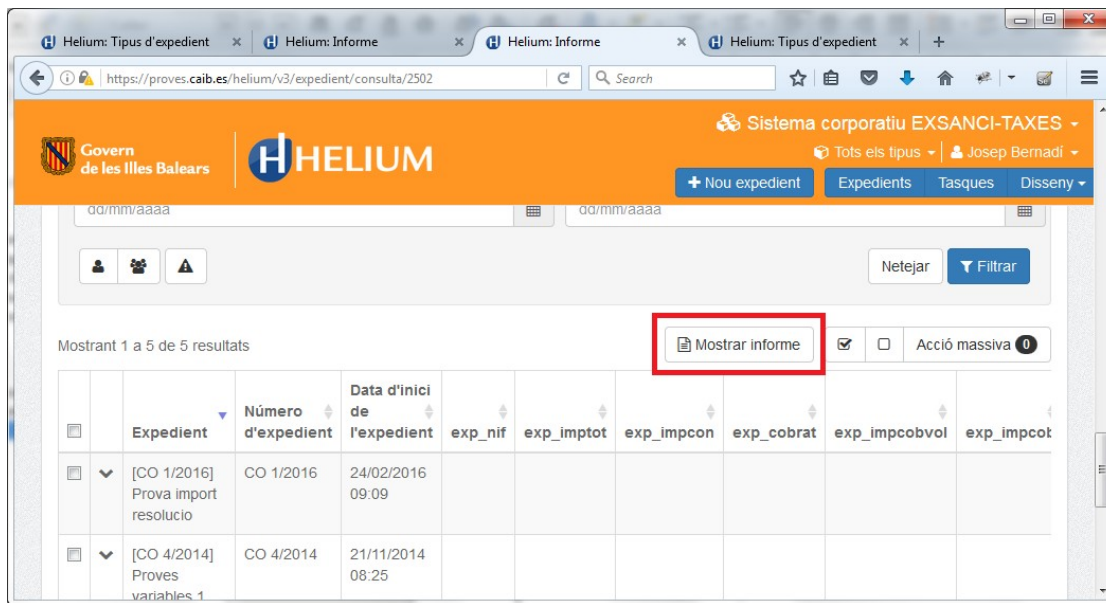 Helium: Tipus d'expedient
Helium: Informe
Helium: Informe
Helium: Tipus d'expedient
https://proves.caib.es/helium/v3/expedient/consulta/2502
Search
Sistema corporatiu EXSANCI-TAXES
Govern
de les Illes Balears
HELIUM
Tots els tipus
Josep Bernadí
Nou expedient
Expedients
Tasques
Disseny
dd/mm/aaaa
dd/mm/aaaa
Netejar
Filtrar
Mostrant 1 a 5 de 5 resultats
Mostrar informe
Acció massiva 0
Expedient
Número
d'expedient
Data d'inici
de
l'expedient
exp_nif
exp_imptot
exp_impcon
exp_cobrat
exp_impcobvol
exp_impcob
[CO 1/2016]
Prova import
resolucio
CO 1/2016
24/02/2016
09:09
[CO 4/2014]
Proves
variables 1
CO 4/2014
21/11/2014
08:25